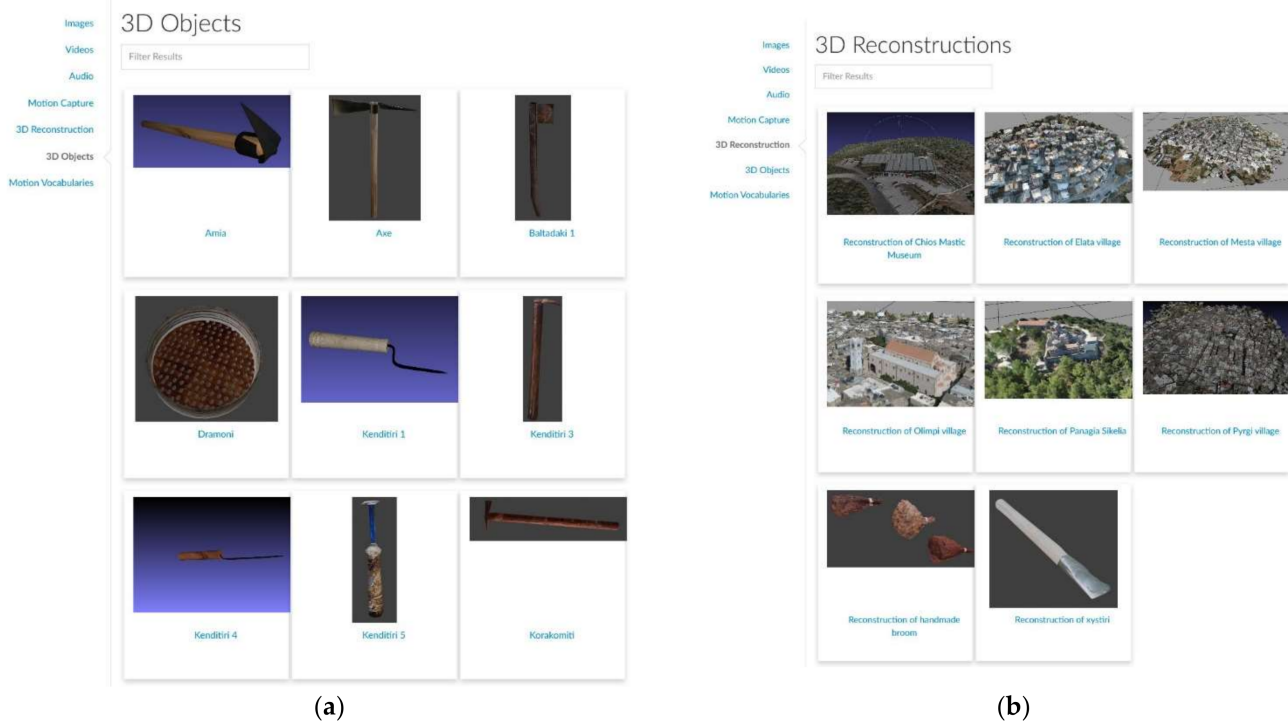 3D Objects
Filter Results
Images
Videos
Audio
Motion Capture
3D Reconstruction
3D Objects
Motion Vocabularies
Amia
Axe
Baltadaki 1
Dramoni
Kenditiri 1
Kenditiri 3
Kenditiri 4
Kenditiri 5
Korakomiti
(a)
3D Reconstructions
Filter Results
Images
Videos
Audio
Motion Capture
3D Reconstruction
3D Objects
Motion Vocabularies
Reconstruction of Chios Mastic
Museum
Reconstruction of Elata village
Reconstruction of Mesta village
Reconstruction of Olimpi village
Reconstruction of Panagia Sikelia
Reconstruction of Pyrgi village
Reconstruction of handmade
broom
Reconstruction of xystiri
(b)